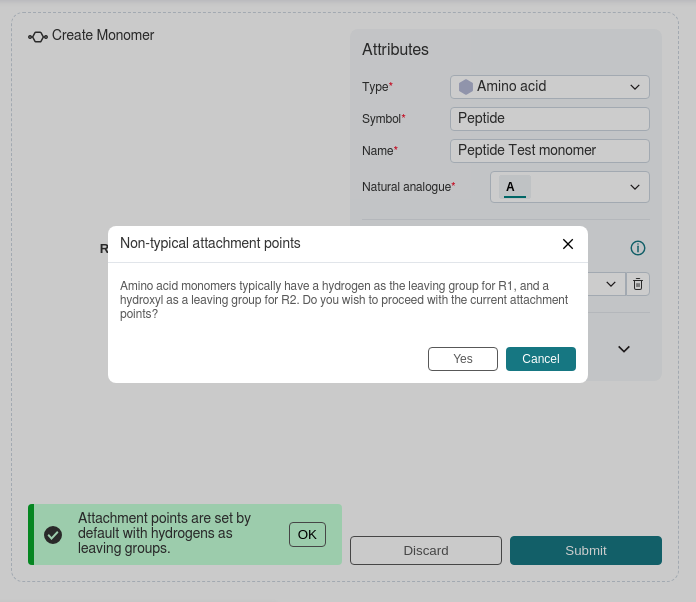 Create Monomer
Attributes
Type*
Amino acid
Symbol*
Peptide
Name*
Peptide Test monomer
Natural analogue*
A
R
Non-typical attachment points
Amino acid monomers typically have a hydrogen as the leaving group for R1, and a
hydroxyl as a leaving group for R2. Do you wish to proceed with the current attachment
points?
Yes
Cancel
Attachment points are set by
default with hydrogens as
leaving groups.
OK
Discard
Submit